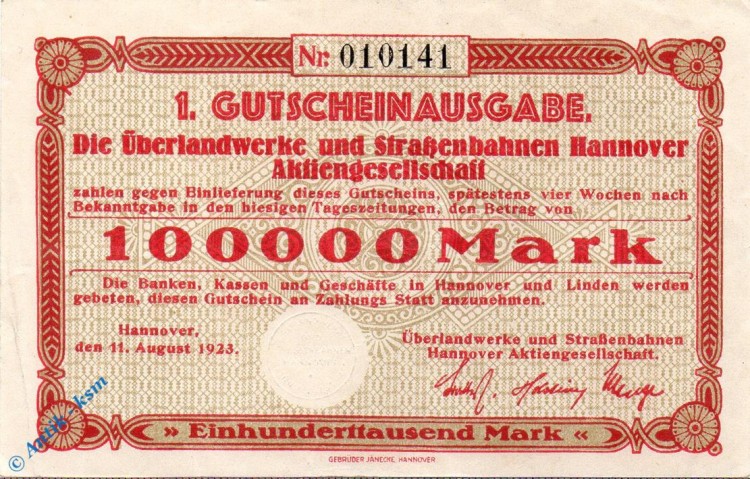 Nr. 010141
1. GUTSCHEINAUSGABE.
Die Überlandwerke und Straßenbahnen Hannover
Aktiengesellschaft
zahlen gegen Einlieferung dieses Gutscheins, spätestens vier Wochen nach
Bekanntgabe in den hiesigen Tageszeitungen, den Betrag von
100000 Mark
Die Banken, Kassen und Geschäfte in Hannover und Linden werden
gebeten, diesen Gutschein an Zahlungs Statt anzunehmen.
Hannover,
den 11. August 1923.
Überlandwerke und Straßenbahnen
Hannover Aktiengesellschaft.
» Einhunderttausend Mark «
GEBRÜDER JÄNECKE, HANNOVER
© Antik-ksm